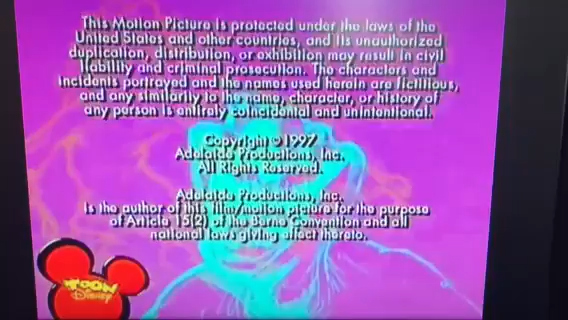 This Motion Picture is protected under the laws of the
United States and other countries, and its unauthorized
duplication, distribution, or exhibition may result in civil
liability and criminal prosecution. The characters and
incidents portrayed and the names used herein are fictitious,
and any similarity to the name, character, or history of
any person is entirely coincidental and unintentional.
Copyright © 1997
Adelaide Productions, Inc.
All Rights Reserved.
Adelaide Productions, Inc.
is the author of this film/motion picture for the purpose
of Article 15(2) of the Berne Convention and all
national laws giving effect thereto.
TOON
Disney